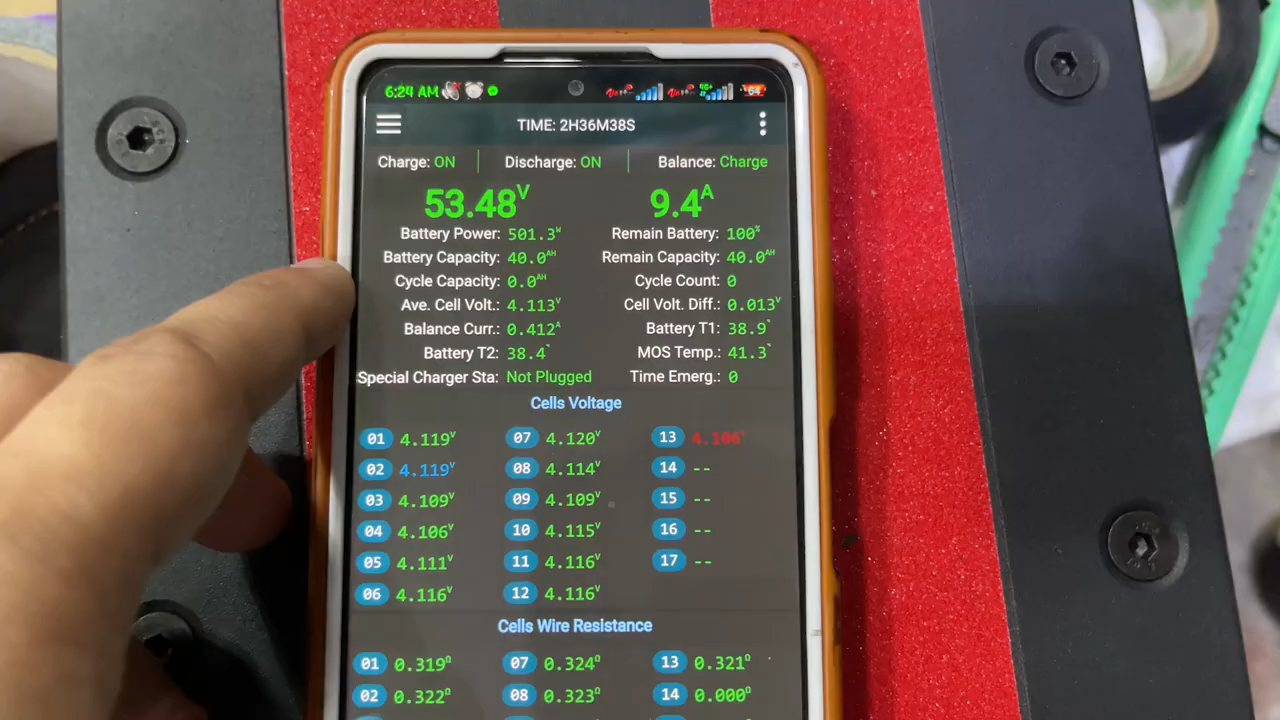 6:24 AM 64
TIME: 2H36M38S
Charge: ON Discharge: ON Balance: Charge
53.48V 9.4A
Battery Power: 501.3W Remain Battery: 100%
Battery Capacity: 40.0AH Remain Capacity: 40.0AH
Cycle Capacity: 0.0AH Cycle Count: 0
Ave. Cell Volt.: 4.113V Cell Volt. Diff.: 0.013V
Balance Curr.: 0.412A Battery T1: 38.9°
Battery T2: 38.4° MOS Temp.: 41.3°
Special Charger Sta: Not Plugged Time Emerg.: 0
Cells Voltage
01 4.119V 07 4.120V 13 4.106V
02 4.119V 08 4.114V 14 --
03 4.109V 09 4.109V 15 --
04 4.106V 10 4.115V 16 --
05 4.111V 11 4.116V 17 --
06 4.116V 12 4.116V
Cells Wire Resistance
01 0.319Ω 07 0.324Ω 13 0.321Ω
02 0.322Ω 08 0.323Ω 14 0.000Ω